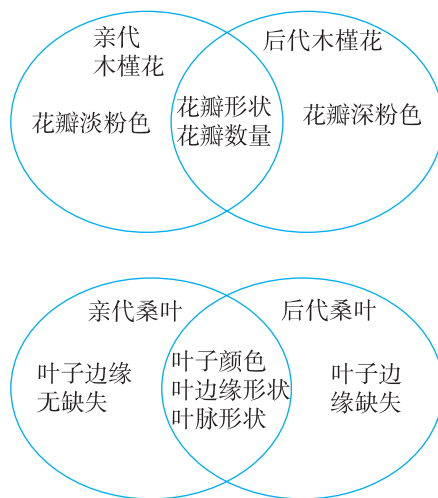 亲代
木槿花
后代木槿花
花瓣淡粉色
花瓣形状
花瓣数量
花瓣深粉色
亲代桑叶
后代桑叶
叶子边缘
无缺失
叶子颜色
叶边缘形状
叶脉形状
叶子边
缘缺失